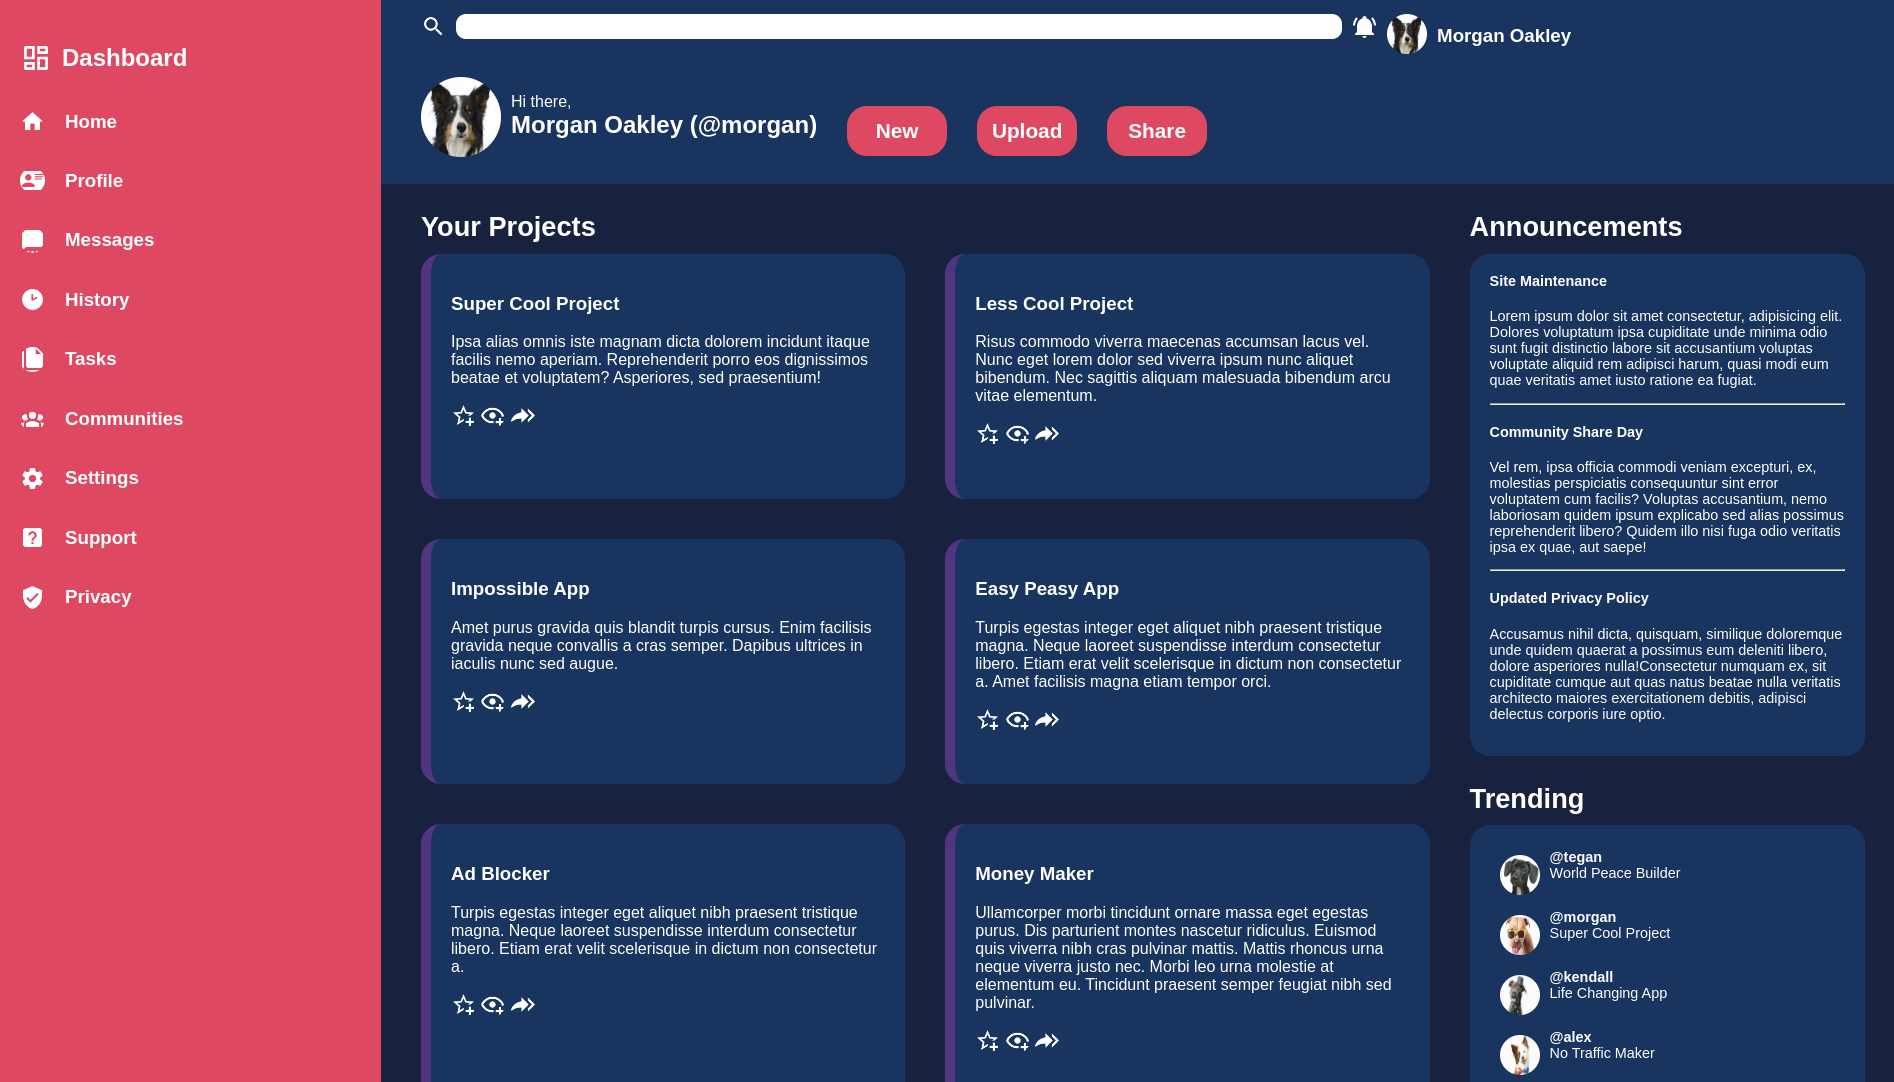 Dashboard
Home
Profile
Messages
History
Tasks
Communities
Settings
Support
Privacy
Morgan Oakley
Hi there,
Morgan Oakley (@morgan)
New
Upload
Share
Your Projects
Super Cool Project
Ipsa alias omnis iste magnam dicta dolorem incidunt itaque
facilis nemo aperiam. Reprehenderit porro eos dignissimos
beatae et voluptatem? Asperiores, sed praesentium!
Less Cool Project
Risus commodo viverra maecenas accumsan lacus vel.
Nunc eget lorem dolor sed viverra ipsum nunc aliquet
bibendum. Nec sagittis aliquam malesuada bibendum arcu
vitae elementum.
Impossible App
Amet purus gravida quis blandit turpis cursus. Enim facilisis
gravida neque convallis a cras semper. Dapibus ultrices in
iaculis nunc sed augue.
Easy Peasy App
Turpis egestas integer eget aliquet nibh praesent tristique
magna. Neque laoreet suspendisse interdum consectetur
libero. Etiam erat velit scelerisque in dictum non consectetur
a. Amet facilisis magna etiam tempor orci.
Ad Blocker
Turpis egestas integer eget aliquet nibh praesent tristique
magna. Neque laoreet suspendisse interdum consectetur
libero. Etiam erat velit scelerisque in dictum non consectetur
a.
Money Maker
Ullamcorper morbi tincidunt ornare massa eget egestas
purus. Dis parturient montes nascetur ridiculus. Euismod
quis viverra nibh cras pulvinar mattis. Mattis rhoncus urna
neque viverra justo nec. Morbi leo urna molestie at
elementum eu. Tincidunt praesent semper feugiat nibh sed
pulvinar.
Announcements
Site Maintenance
Lorem ipsum dolor sit amet consectetur, adipisicing elit.
Dolores voluptatum ipsa cupiditate unde minima odio
sunt fugit distinctio labore sit accusantium voluptas
voluptate aliquid rem adipisci harum, quasi modi eum
quae veritatis amet iusto ratione ea fugiat.
Community Share Day
Vel rem, ipsa officia commodi veniam excepturi, ex,
molestias perspiciatis consequuntur sint error
voluptatem cum facilis? Voluptas accusantium, nemo
laboriosam quidem ipsum explicabo sed alias possimus
reprehenderit libero? Quidem illo nisi fuga odio veritatis
ipsa ex quae, aut saepe!
Updated Privacy Policy
Accusamus nihil dicta, quisquam, similique doloremque
unde quidem quaerat a possimus eum deleniti libero,
dolore asperiores nulla!Consectetur numquam ex, sit
cupiditate cumque aut quas natus beatae nulla veritatis
architecto maiores exercitationem debitis, adipisci
delectus corporis iure optio.
Trending
@tegan
World Peace Builder
@morgan
Super Cool Project
@kendall
Life Changing App
@alex
No Traffic Maker